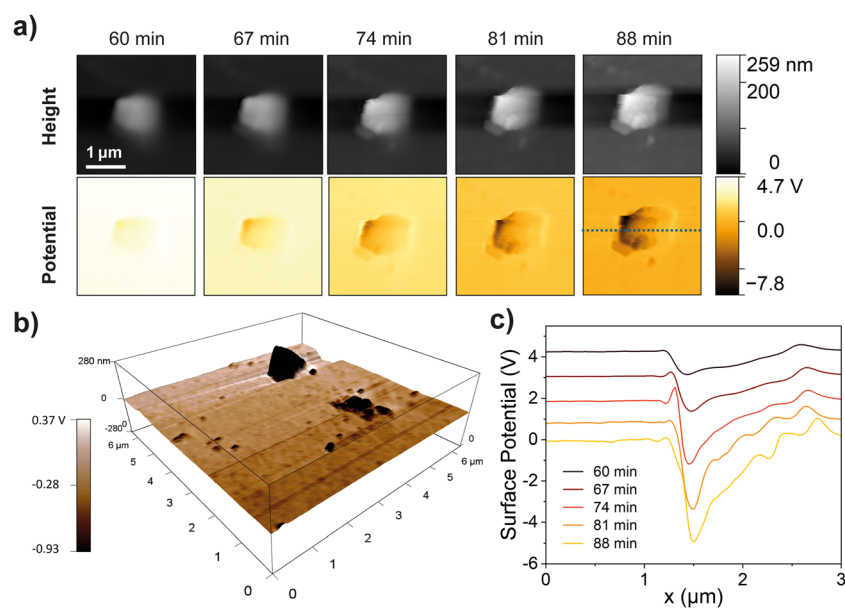 a)
60 min 67 min 74 min 81 min 88 min
Height
1 µm
259 nm
200
0
Potential
4.7 V
0.0
−7.8
b)
280 nm
0
-280
0.37 V
-0.28
-0.93
0
6 µm
5
4
3
2
1
0
0
1
2
3
4
5
6 µm
0
c)
Surface Potential (V)
4
2
0
-2
-4
-6
60 min
67 min
74 min
81 min
88 min
0 1 2 3
x (µm)